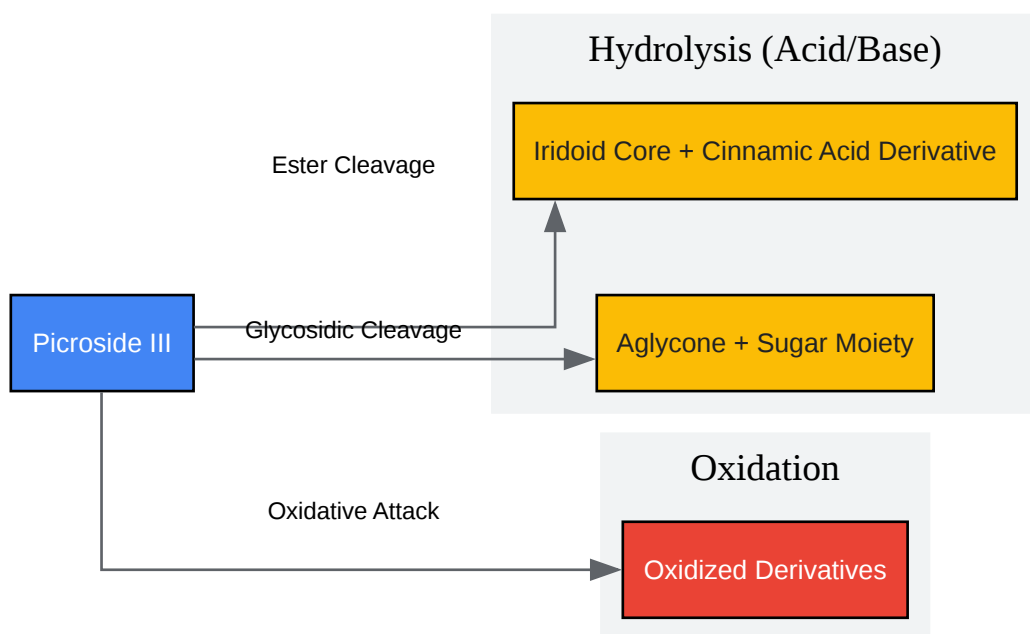 Hydrolysis (Acid/Base)
Iridoid Core + Cinnamic Acid Derivative
Ester Cleavage
Picroside III
Glycosidic Cleavage
Aglycone + Sugar Moiety
Oxidation
Oxidative Attack
Oxidized Derivatives